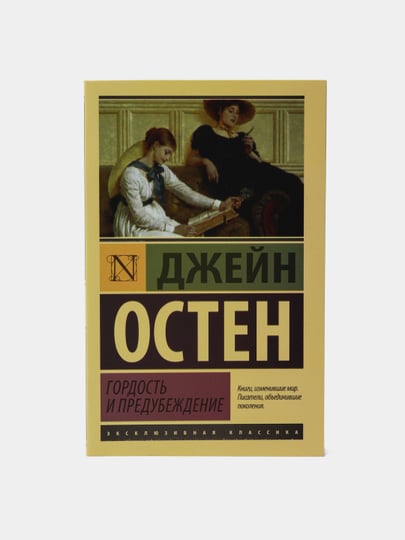 N
ДЖЕЙН
ОСТЕН
ГОРДОСТЬ
И ПРЕДУБЕЖДЕНИЕ
Книги, изменившие мир.
Писатели, объединившие
поколения.
ЭКСКЛЮЗИВНАЯ КЛАССИКА